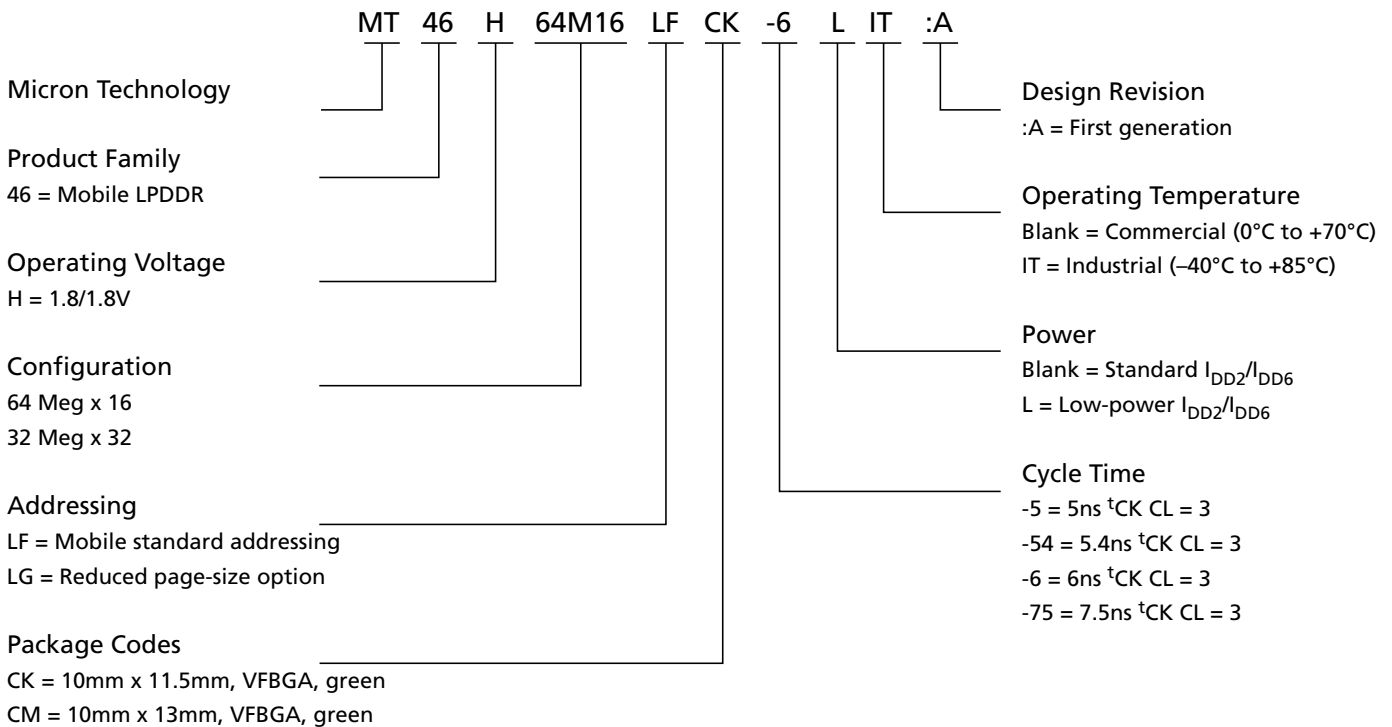 MT 46 H 64M16 LF CK -6 L IT :A
Micron Technology
Product Family
46 = Mobile LPDDR
Operating Voltage
H = 1.8/1.8V
Configuration
64 Meg x 16
32 Meg x 32
Addressing
LF = Mobile standard addressing
LG = Reduced page-size option
Package Codes
CK = 10mm x 11.5mm, VFBGA, green
CM = 10mm x 13mm, VFBGA, green
Design Revision
:A = First generation
Operating Temperature
Blank = Commercial (0°C to +70°C)
IT = Industrial (–40°C to +85°C)
Power
Blank = Standard IDD2/IDD6
L = Low-power IDD2/IDD6
Cycle Time
-5 = 5ns tCK CL = 3
-54 = 5.4ns tCK CL = 3
-6 = 6ns tCK CL = 3
-75 = 7.5ns tCK CL = 3